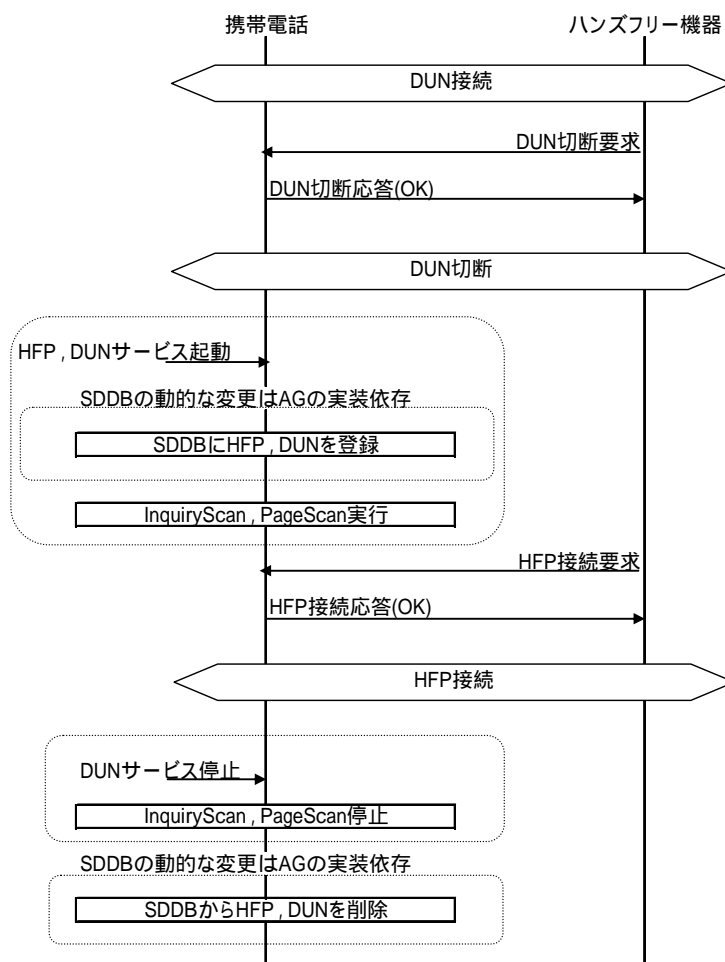 携帯電話
ハンズフリー機器
DUN接続
DUN切断要求
DUN切断応答(OK)
DUN切断
HFP , DUNサービス起動
SDDBの動的な変更はAGの実装依存
SDDBにHFP , DUNを登録
InquiryScan , PageScan実行
HFP接続要求
HFP接続応答(OK)
HFP接続
DUNサービス停止
InquiryScan , PageScan停止
SDDBの動的な変更はAGの実装依存
SDDBからHFP , DUNを削除